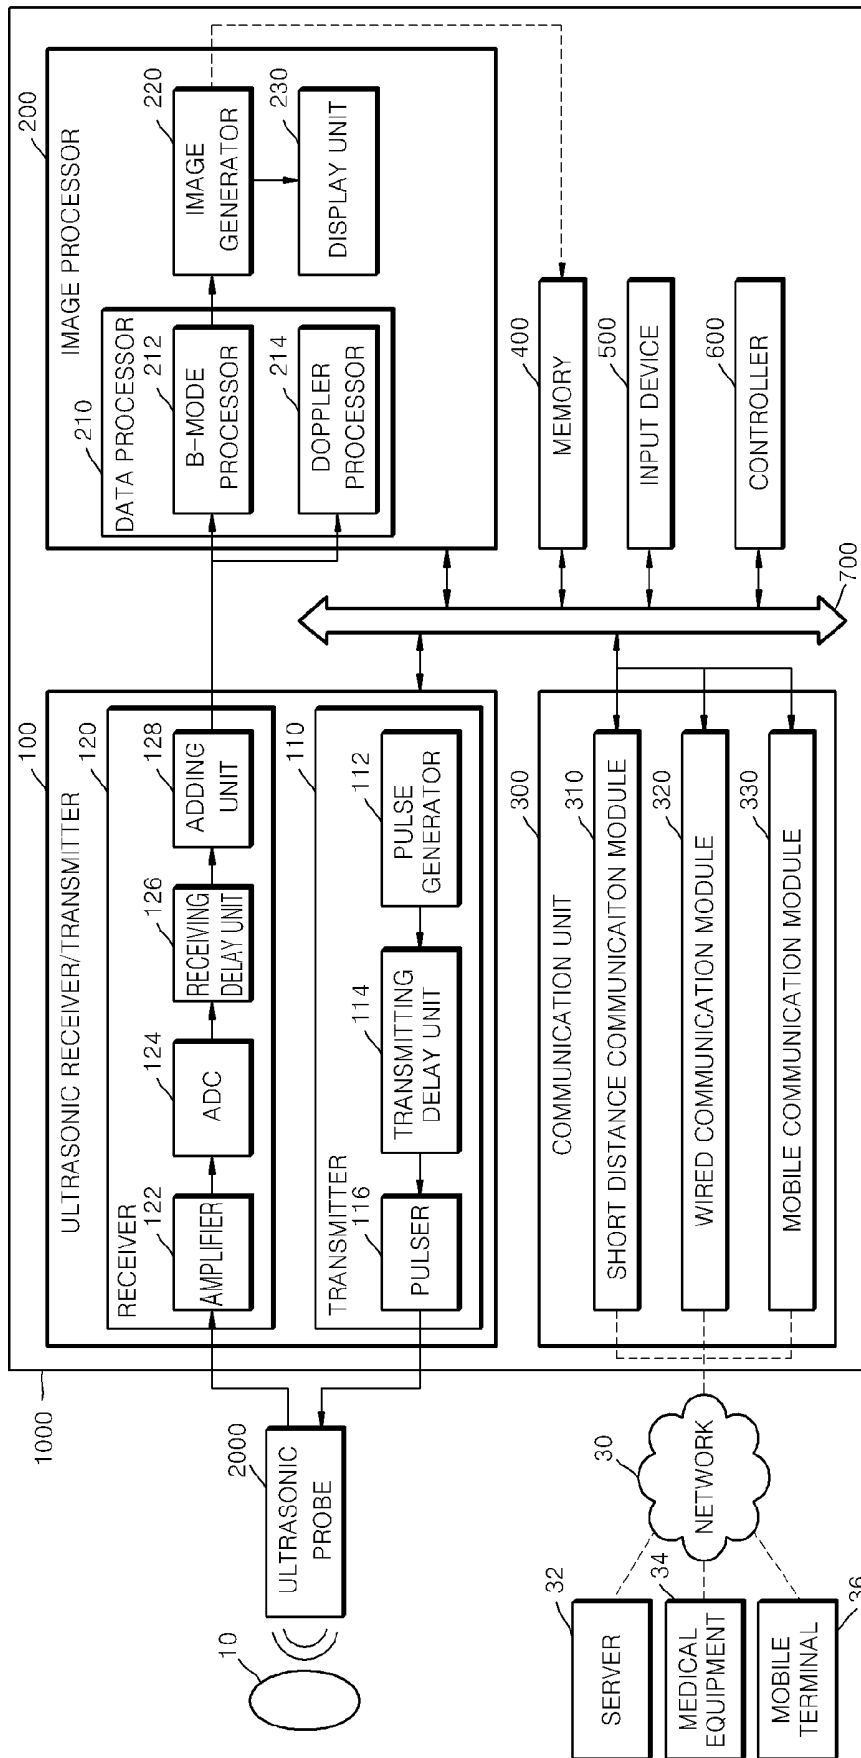 1000
ULTRASONIC RECEIVER/TRANSMITTER
100
RECEIVER
120
122
AMPLIFIER
124
ADC
126
RECEIVING
DELAY UNIT
128
ADDING
UNIT
TRANSMITTER
110
116
PULSER
114
TRANSMITTING
DELAY UNIT
112
PULSE
GENERATOR
IMAGE PROCESSOR
200
DATA PROCESSOR
210
212
B-MODE
PROCESSOR
214
DOPPLER
PROCESSOR
220
IMAGE
GENERATOR
230
DISPLAY UNIT
10
2000
ULTRASONIC
PROBE
COMMUNICATION UNIT
300
310
SHORT DISTANCE COMMUNICAITON MODULE
320
WIRED COMMUNICATION MODULE
330
MOBILE COMMUNICATION MODULE
400
MEMORY
500
INPUT DEVICE
600
CONTROLLER
700
30
NETWORK
32
SERVER
34
MEDICAL
EQUIPMENT
36
MOBILE
TERMINAL